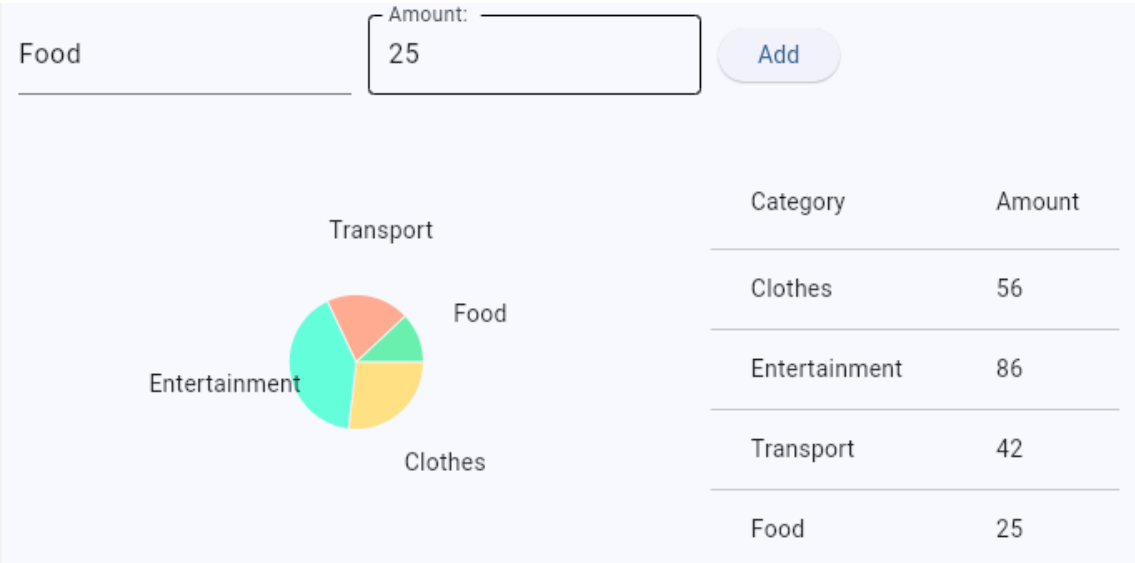 Amount:
Food 25 Add
Category Amount
Transport
Clothes 56
Food
Entertainment 86
Entertainment
Transport 42
Clothes
Food 25